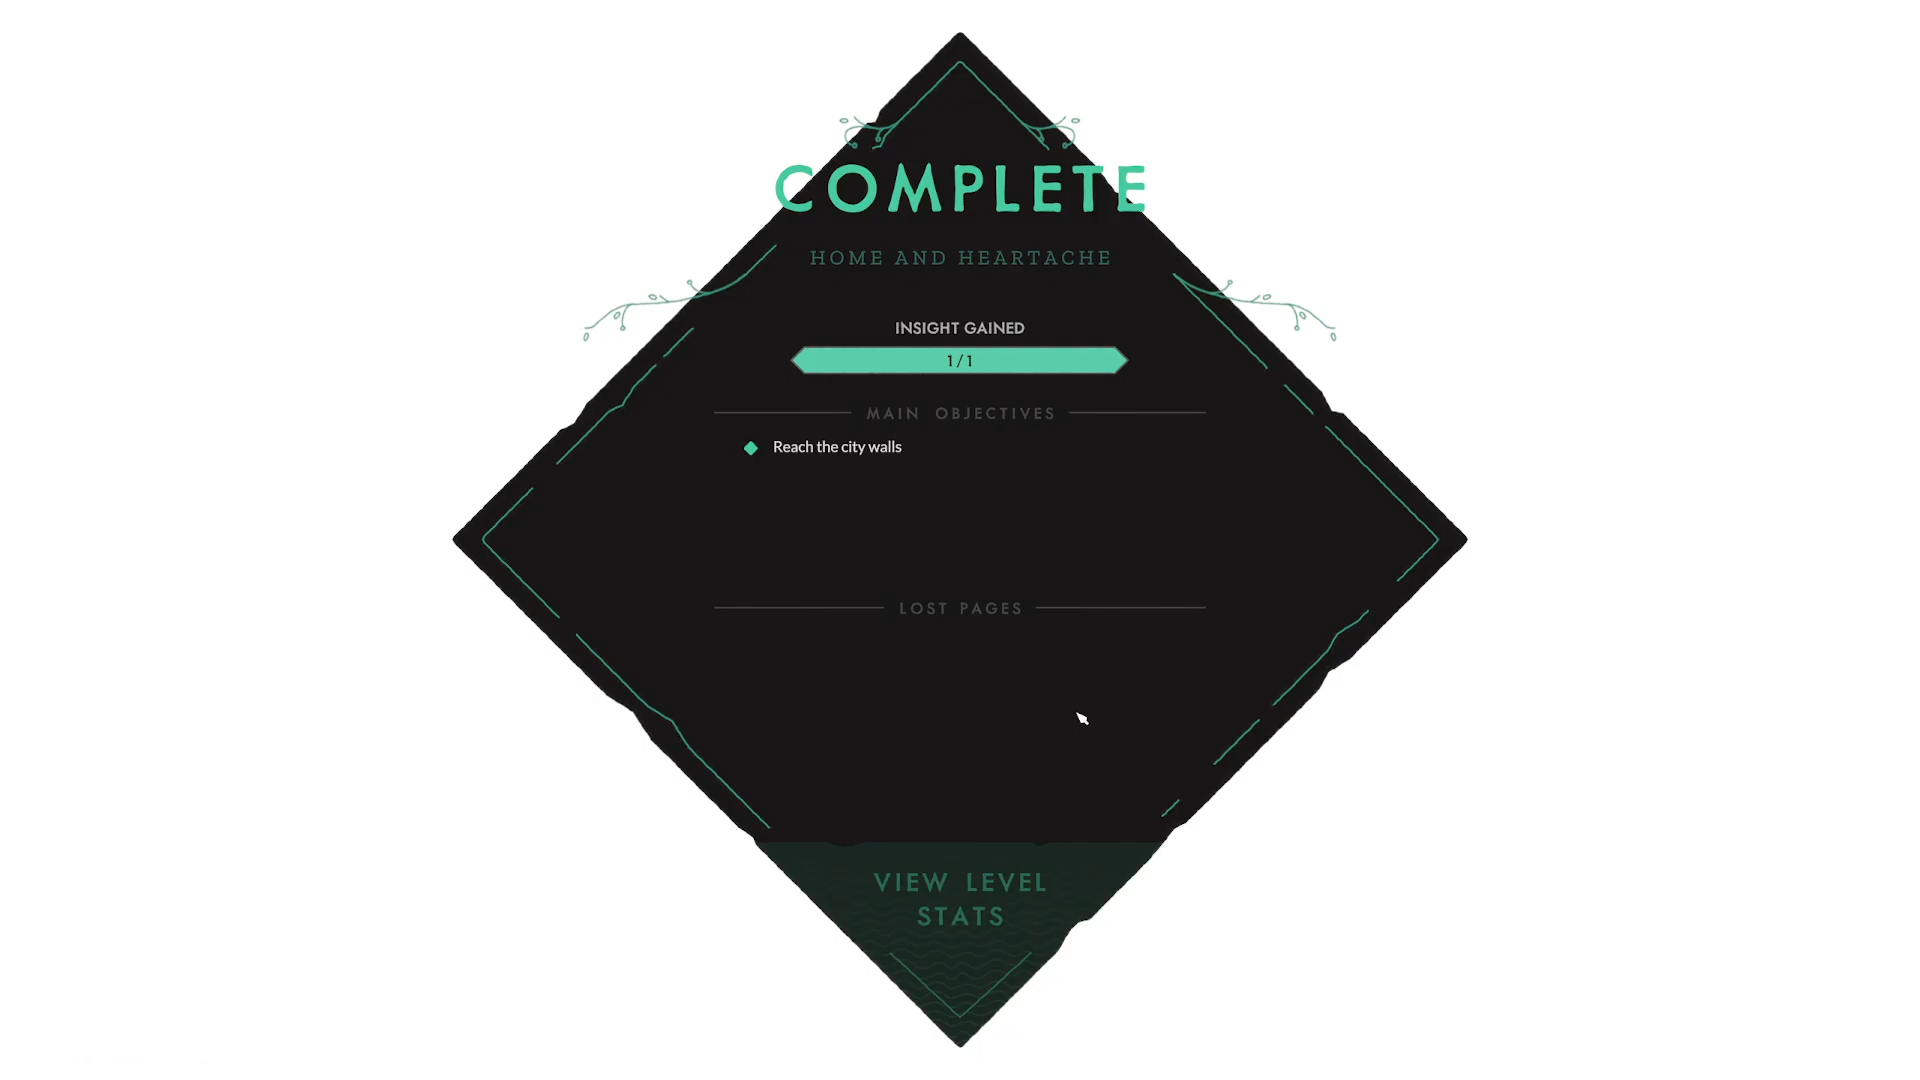 COMPLETE
HOME AND HEARTACHE
INSIGHT GAINED
1/1
MAIN OBJECTIVES
Reach the city walls
LOST PAGES
VIEW LEVEL
STATS